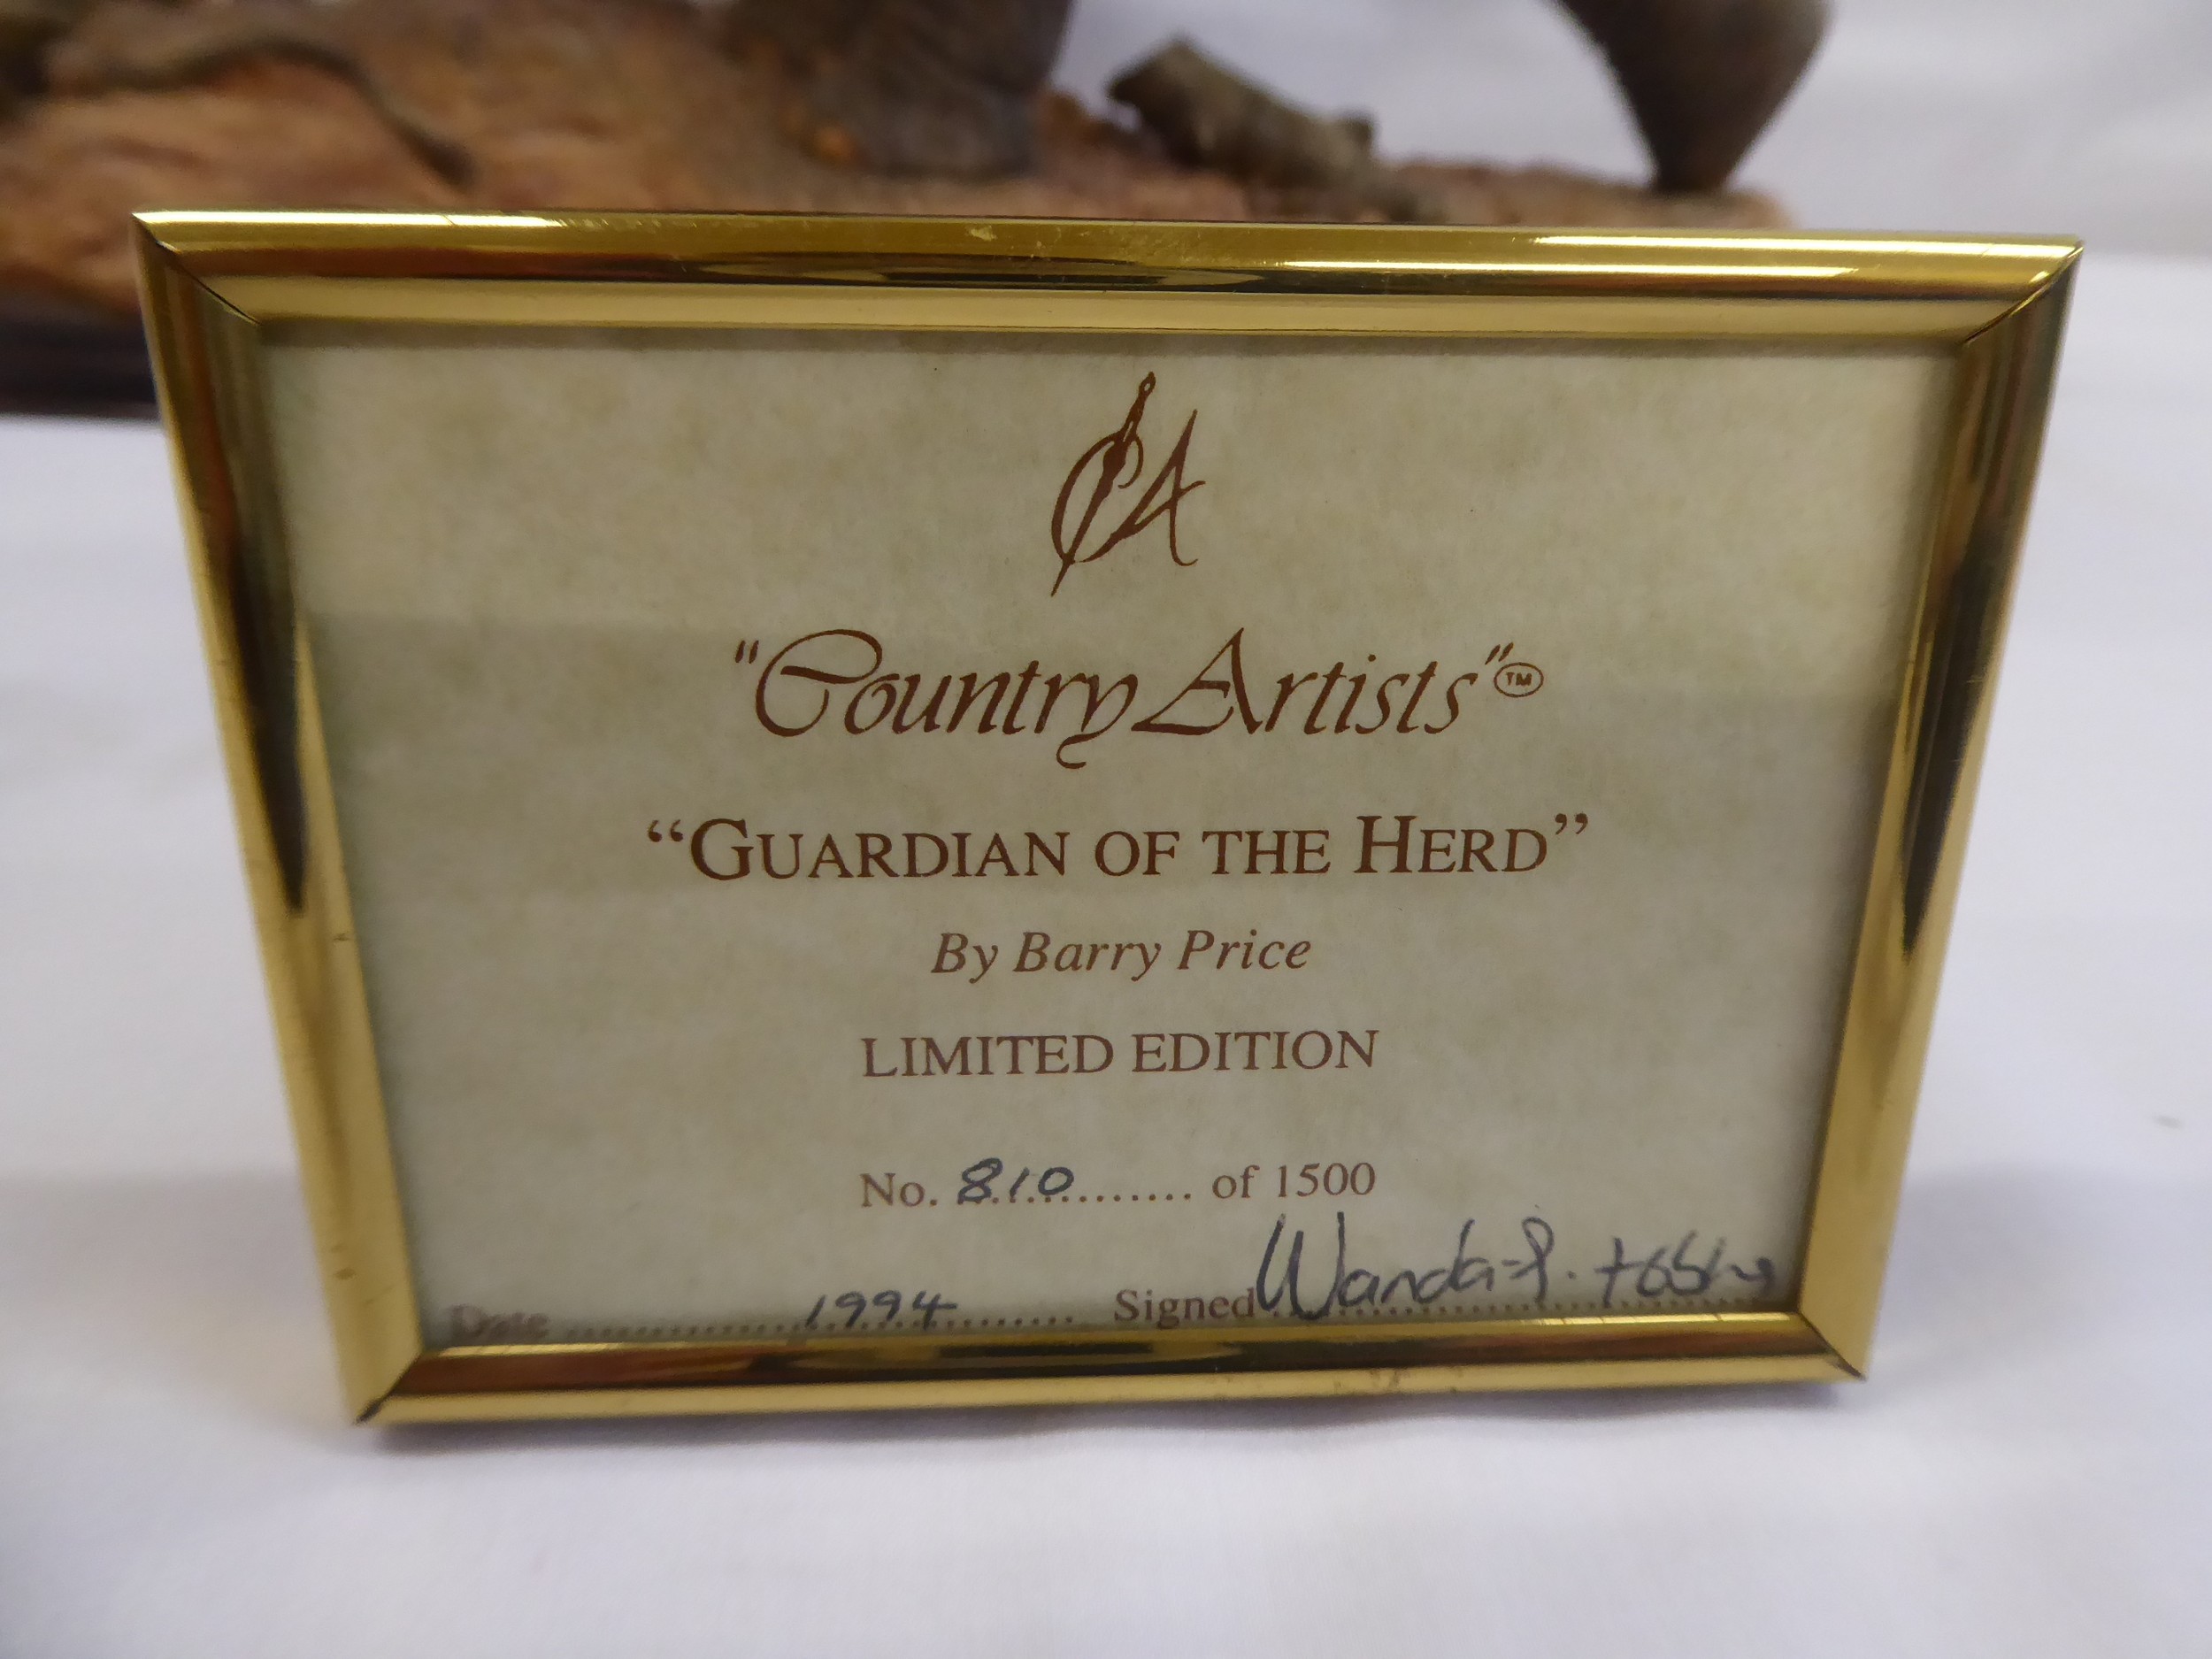 CA
"Country Artists"™
“GUARDIAN OF THE HERD”
By Barry Price
LIMITED EDITION
No. 810............ of 1500
Date ............1994............ Signed Wanda P.